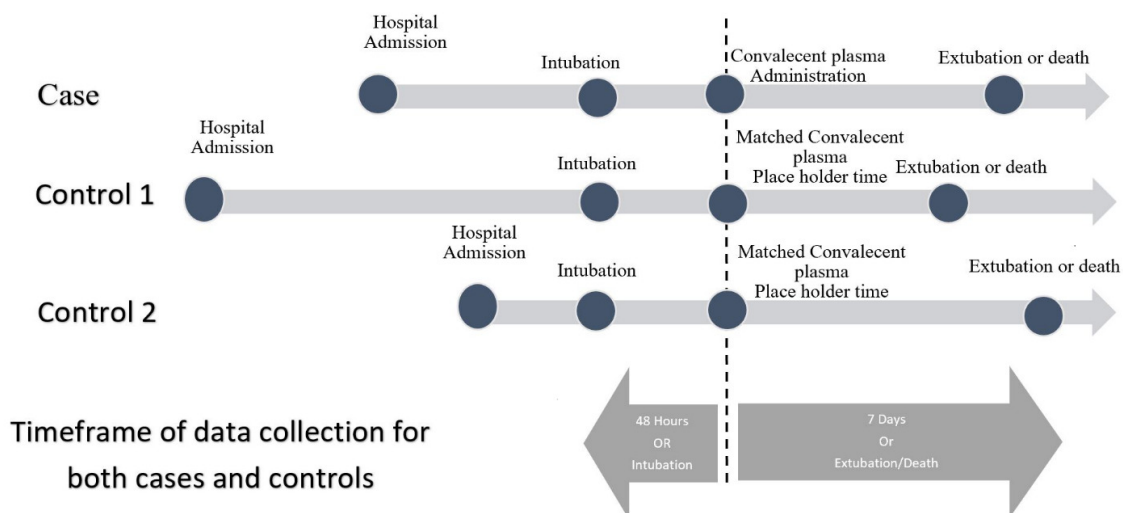 Hospital
Admission
Intubation
Convalecent plasma
Administration
Extubation or death
Case
Hospital
Admission
Intubation
Matched Convalecent
plasma
Place holder time
Extubation or death
Control 1
Hospital
Admission
Intubation
Matched Convalecent
plasma
Place holder time
Extubation or death
Control 2
48 Hours
OR
Intubation
7 Days
Or
Extubation/Death
Timeframe of data collection for
both cases and controls